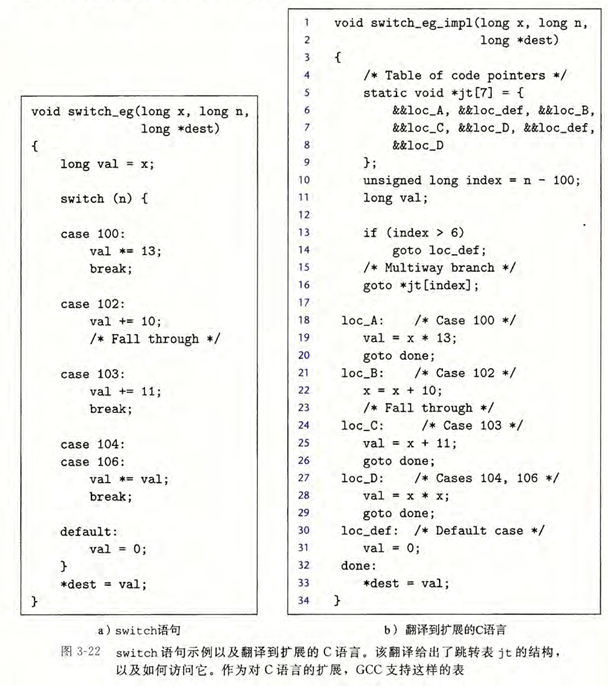 void switch_eg(long x, long n,
               long *dest)
{
    long val = x;

    switch (n) {

    case 100:
        val *= 13;
        break;

    case 102:
        val += 10;
        /* Fall through */

    case 103:
        val += 11;
        break;

    case 104:
    case 106:
        val *= val;
        break;

    default:
        val = 0;
    }
    *dest = val;
}
a) switch语句
1 void switch_eg_impl(long x, long n,
2                     long *dest)
3 {
4     /* Table of code pointers */
5     static void *jt[7] = {
6         &&loc_A, &&loc_def, &&loc_B,
7         &&loc_C, &&loc_D, &&loc_def,
8         &&loc_D
9     };
10     unsigned long index = n - 100;
11     long val;
12
13     if (index > 6)
14         goto loc_def;
15     /* Multiway branch */
16     goto *jt[index];
17
18  loc_A:    /* Case 100 */
19     val = x * 13;
20     goto done;
21  loc_B:    /* Case 102 */
22     x = x + 10;
23     /* Fall through */
24  loc_C:     /* Case 103 */
25     val = x + 11;
26     goto done;
27  loc_D:    /* Cases 104, 106 */
28     val = x * x;
29     goto done;
30  loc_def:  /* Default case */
31     val = 0;
32  done:
33     *dest = val;
34 }
b) 翻译到扩展的C语言
图 3-22 switch 语句示例以及翻译到扩展的 C 语言。该翻译给出了跳转表 jt 的结构,
以及如何访问它。作为对 C 语言的扩展,GCC 支持这样的表